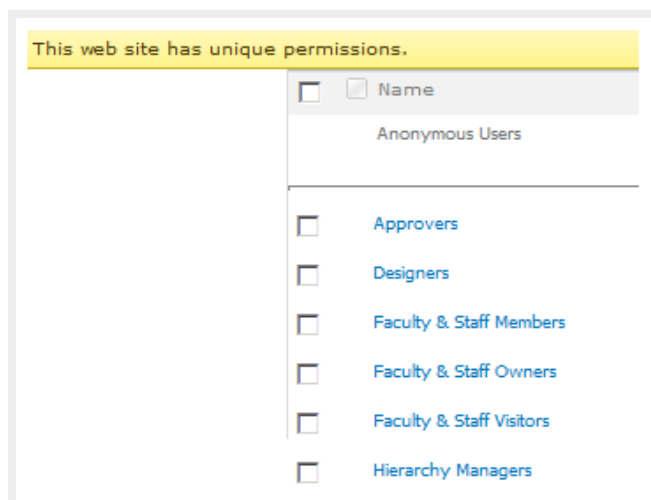 This web site has unique permissions.
Name
Anonymous Users
Approvers
Designers
Faculty & Staff Members
Faculty & Staff Owners
Faculty & Staff Visitors
Hierarchy Managers